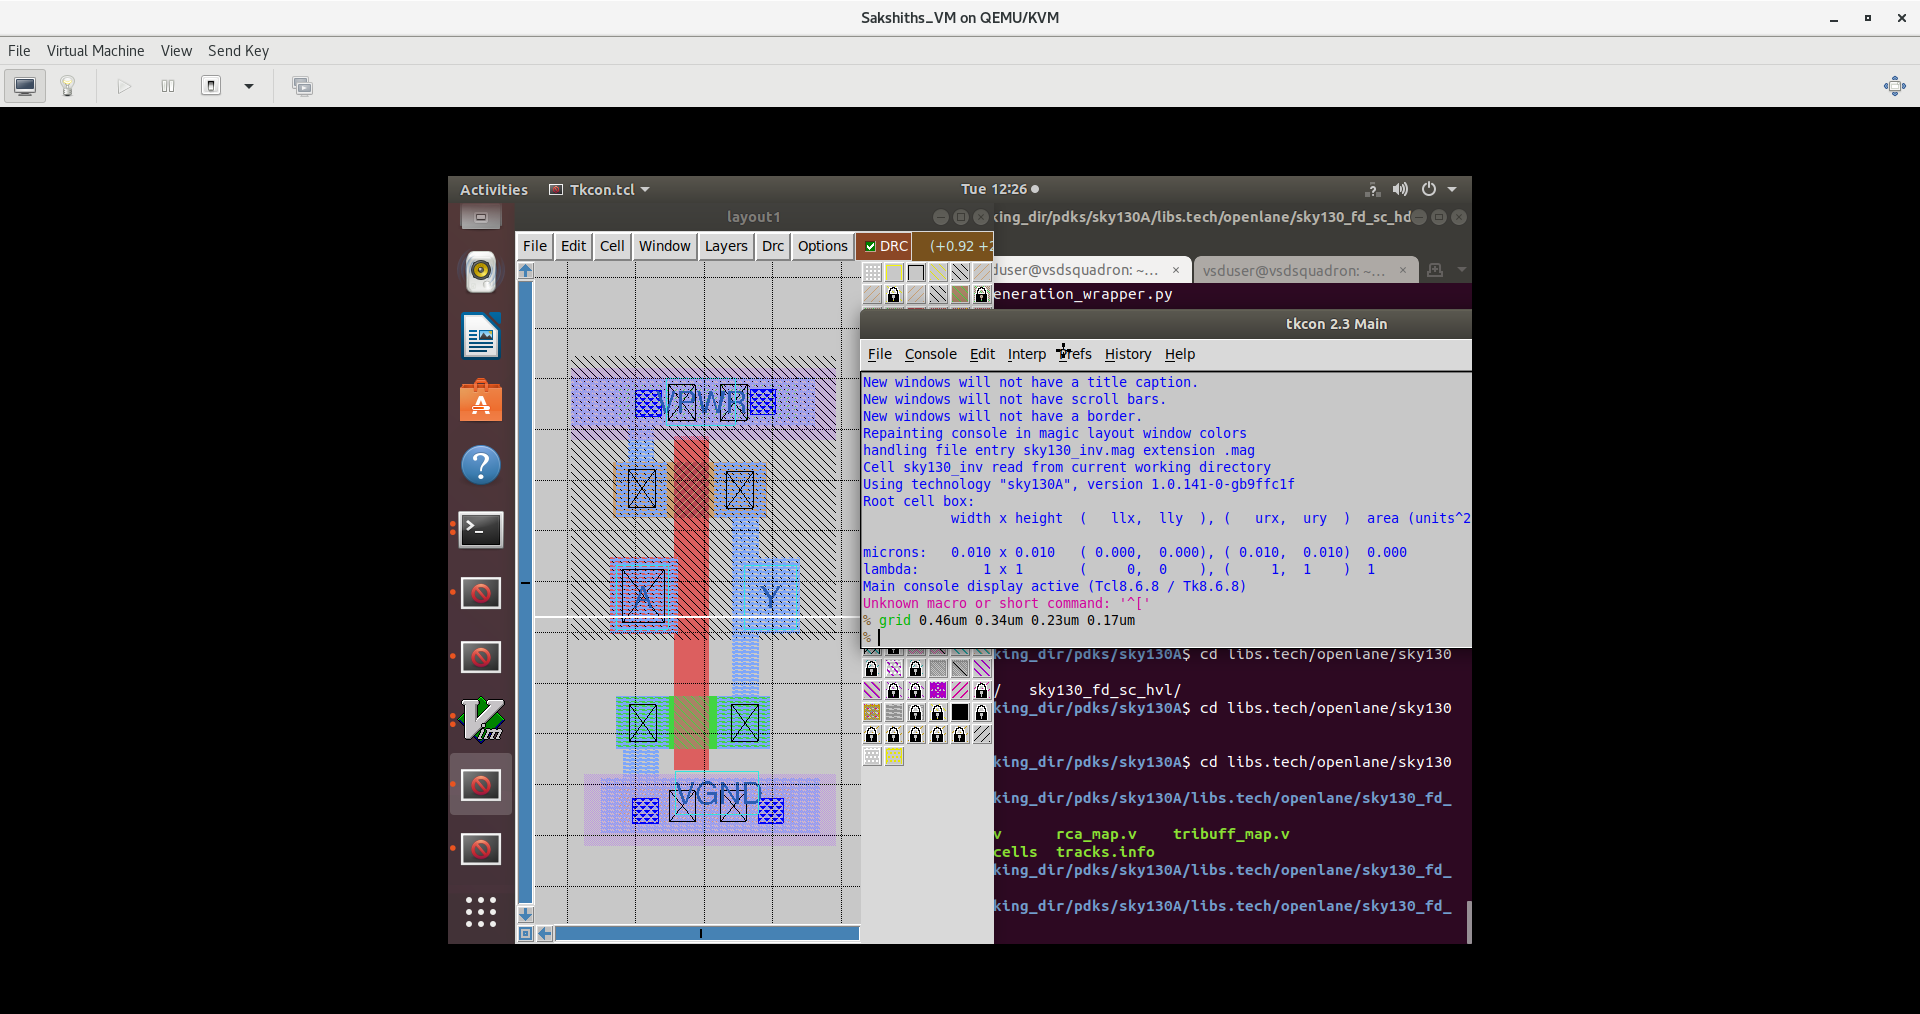 Sakshiths_VM on QEMU/KVM
File Virtual Machine View Send Key
Activities Tkcon.tcl Tue 12:26
layout1
king_dir/pdks/sky130A/libs.tech/openlane/sky130_fd_sc_hd
File Edit Cell Window Layers Drc Options DRC (+0.92 +2
duser@vsdsquadron: ~... × vsduser@vsdsquadron: ~... ×
eneration_wrapper.py
tkcon 2.3 Main
File Console Edit Interp Prefs History Help
New windows will not have a title caption.
New windows will not have scroll bars.
New windows will not have a border.
Repainting console in magic layout window colors
handling file entry sky130_inv.mag extension .mag
Cell sky130_inv read from current working directory
Using technology "sky130A", version 1.0.141-0-gb9ffc1f
Root cell box:
width x height ( llx, lly ), ( urx, ury ) area (units^2
microns: 0.010 x 0.010 ( 0.000, 0.000), ( 0.010, 0.010) 0.000
lambda: 1 x 1 ( 0, 0 ), ( 1, 1 ) 1
Main console display active (Tcl8.6.8 / Tk8.6.8)
Unknown macro or short command: '^['
% grid 0.46um 0.34um 0.23um 0.17um
%
VPWR
A
Y
VGND
king_dir/pdks/sky130A$ cd libs.tech/openlane/sky130
/ sky130_fd_sc_hvl/
king_dir/pdks/sky130A$ cd libs.tech/openlane/sky130
king_dir/pdks/sky130A$ cd libs.tech/openlane/sky130
king_dir/pdks/sky130A/libs.tech/openlane/sky130_fd_
v rca_map.v tribuff_map.v
cells tracks.info
king_dir/pdks/sky130A/libs.tech/openlane/sky130_fd_
king_dir/pdks/sky130A/libs.tech/openlane/sky130_fd_